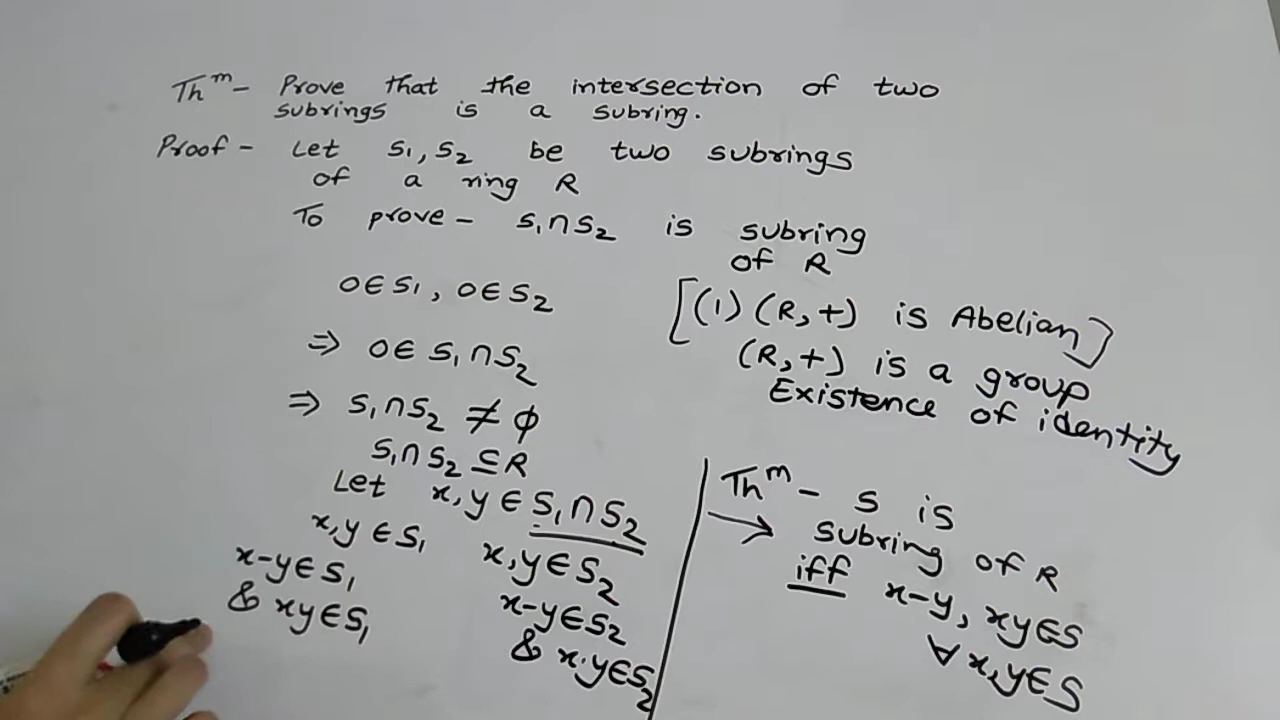 Thᵐ - Prove that the intersection of two
subrings is a subring.
Proof - Let S₁, S₂ be two subrings
of a ring R
To prove - S₁∩S₂ is subring
of R
0∈S₁, 0∈S₂
⇒ 0∈ S₁∩S₂
⇒ S₁∩S₂ ≠ ϕ
S₁∩S₂ ⊆R
Let x,y ∈ S₁∩S₂
x,y ∈S₁ x,y∈S₂
x-y∈S₁ x-y∈S₂
& xy∈S₁ & x·y∈S₂
[(1) (R,+) is Abelian]
(R,+) is a group
Existence of identity
Thᵐ - S is
→ subring of R
iff x-y, xy∈S
∀ x,y∈S